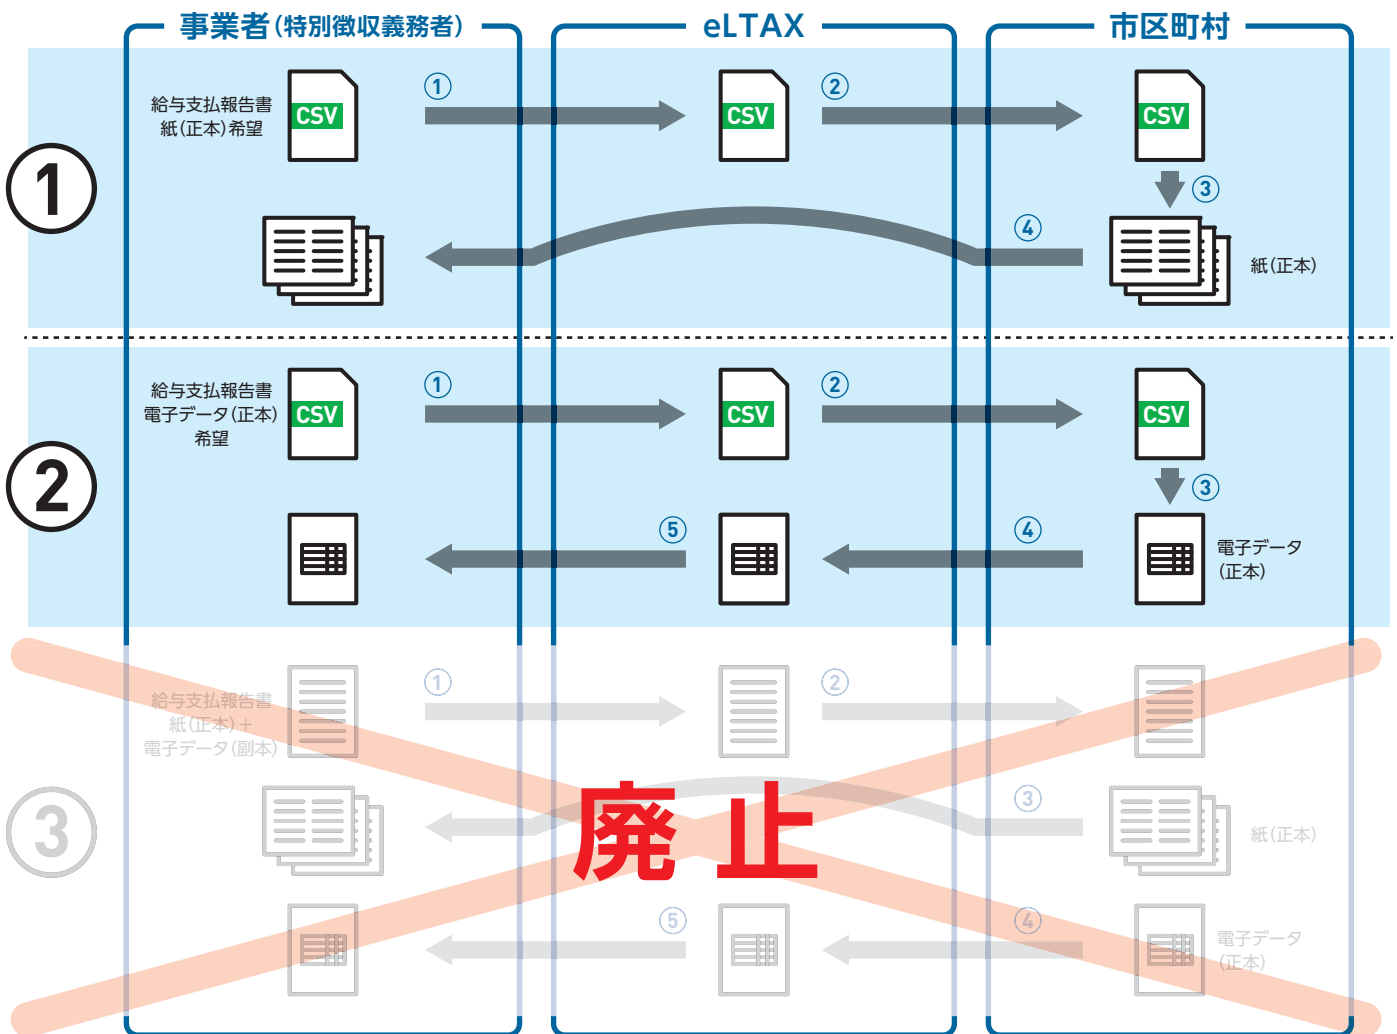 事業者(特別徴収義務者)
eLTAX
市区町村
①
給与支払報告書
紙(正本)希望
CSV
①
CSV
②
CSV
③
④
紙(正本)
②
給与支払報告書
電子データ(正本)
希望
CSV
①
CSV
②
CSV
③
⑤
④
電子データ
(正本)
③
給与支払報告書
紙(正本)+
電子データ(副本)
①
②
③
紙(正本)
廃止
⑤
④
電子データ
(正本)